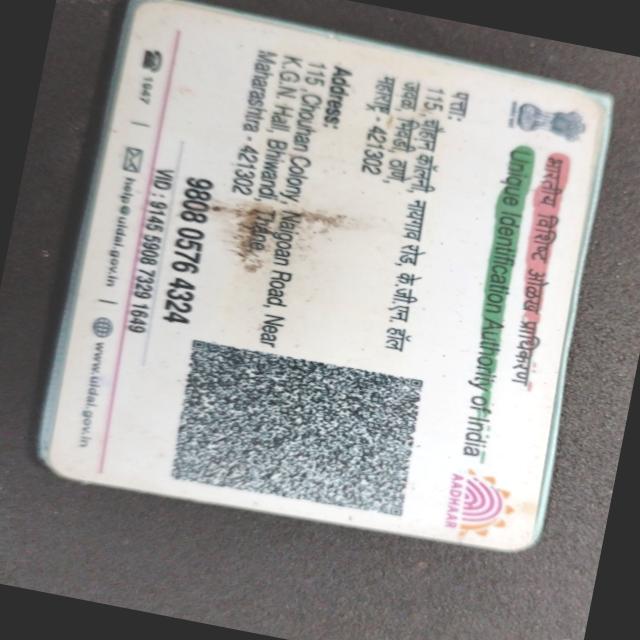 भारतीय विशिष्ट ओळख प्राधिकरण
Unique Identification Authority of India
AADHAAR
पत्ता:
115, कॉलनी, रोड, के.जी.एन हॉल
जवळ, भिवंडी, ठाणे,
महाराष्ट्र - 421302
Address:
115, Chouhan Colony, Nagoan Road, Near
K.G.N. Hall, Bhiwandi, Thane,
Maharashtra - 421302
9608 0576 4324
VID : 9145 5908 7329 1649
1947 | help@uidai.gov.in | www.uidai.gov.in